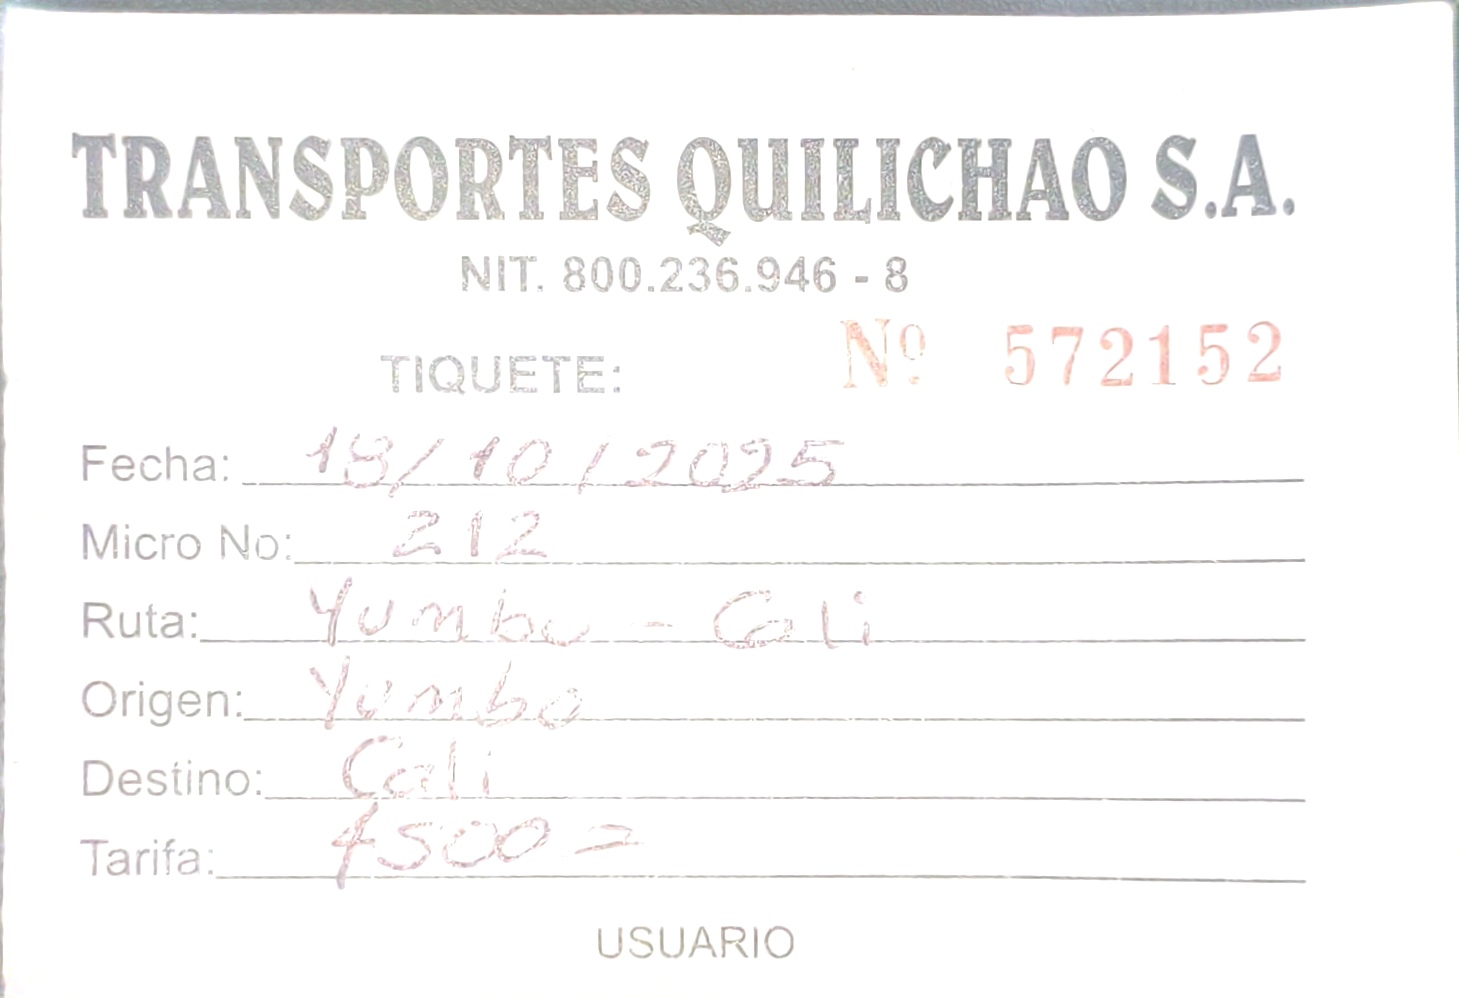 TRANSPORTES QUILICHAO S.A.
NIT. 800.236.946 - 8
TIQUETE: Nº 572152
Fecha: 18/10/2025
Micro No: 212
Ruta: Yumbo - Cali
Origen: Yumbo
Destino: Cali
Tarifa: 4500=
USUARIO